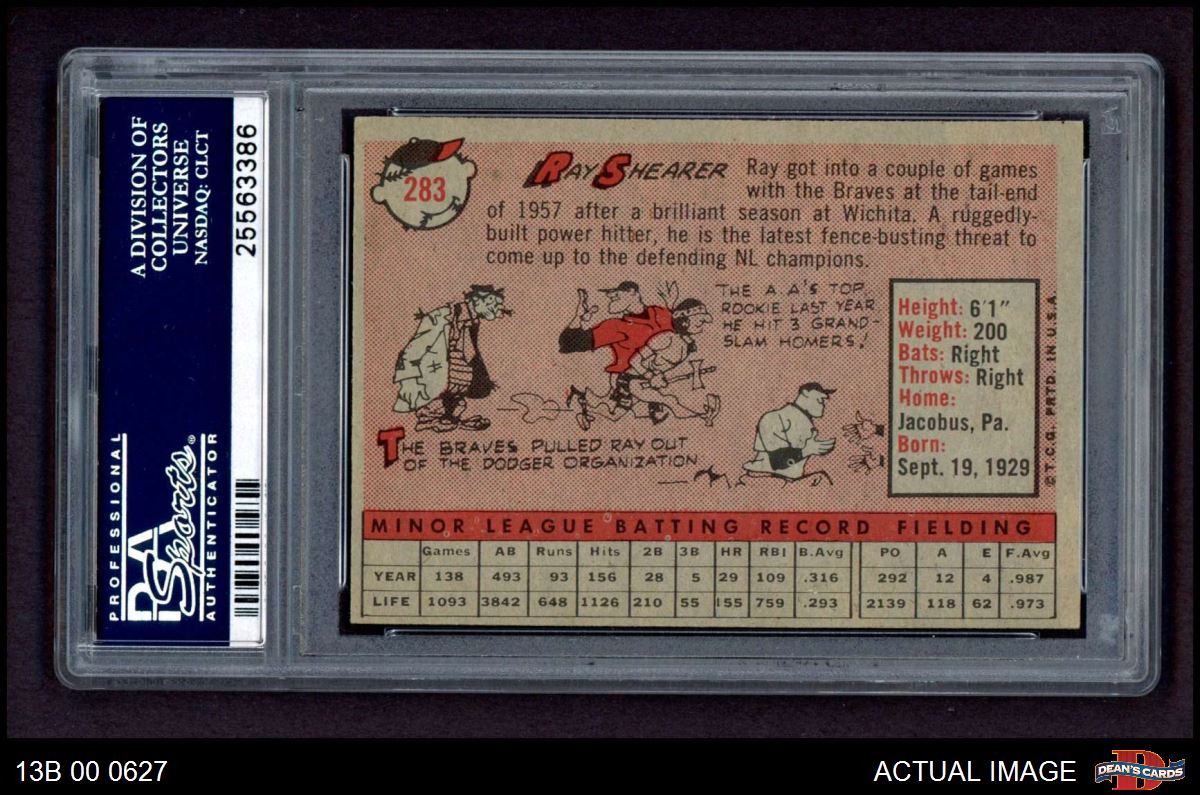 A DIVISION OF
COLLECTORS
UNIVERSE
NASDAQ: CLCT
25563386
PROFESSIONAL
PSA
Sports®
AUTHENTICATOR
283
RAY SHEARER
Ray got into a couple of games
with the Braves at the tail-end
of 1957 after a brilliant season at Wichita. A ruggedly-
built power hitter, he is the latest fence-busting threat to
come up to the defending NL champions.
THE A.A'S TOP
ROOKIE LAST YEAR
HE HIT 3 GRAND-
SLAM HOMERS!
THE BRAVES PULLED RAY OUT
OF THE DODGER ORGANIZATION
Height: 6'1"
Weight: 200
Bats: Right
Throws: Right
Home:
Jacobus, Pa.
Born:
Sept. 19, 1929
© T.C.G. PRTD. IN U.S.A.
MINOR LEAGUE BATTING RECORD FIELDING
Games AB Runs Hits 2B 3B HR RBI B.Avg PO A E F.Avg
YEAR 138 493 93 156 28 5 29 109 .316 292 12 4 .987
LIFE 1093 3842 648 1126 210 55 155 759 .293 2139 118 62 .973
13B 00 0627
ACTUAL IMAGE
D
DEAN'S CARDS